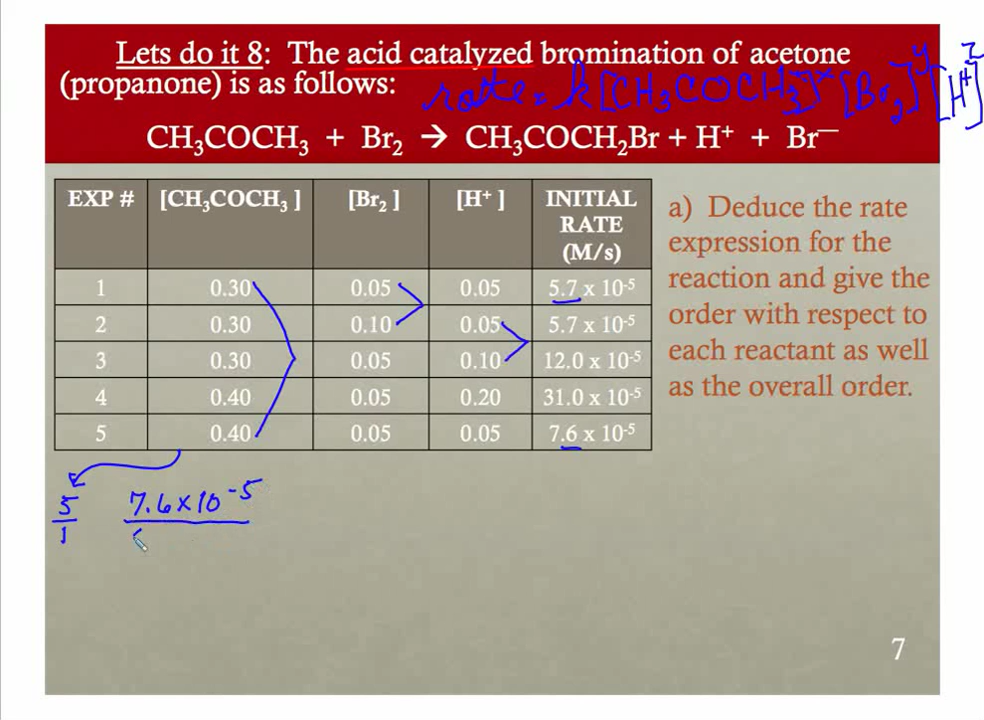 Lets do it 8: The acid catalyzed bromination of acetone
(propanone) is as follows:
rate = k[CH₃COCH₃]ˣ[Br₂]ʸ[H⁺]ᶻ
CH₃COCH₃ + Br₂ → CH₃COCH₂Br + H⁺ + Br⁻
EXP # [CH₃COCH₃ ] [Br₂ ] [H⁺ ] INITIAL RATE (M/s)
1 0.30 0.05 0.05 5.7 x 10⁻⁵
2 0.30 0.10 0.05 5.7 x 10⁻⁵
3 0.30 0.05 0.10 12.0 x 10⁻⁵
4 0.40 0.05 0.20 31.0 x 10⁻⁵
5 0.40 0.05 0.05 7.6 x 10⁻⁵
a) Deduce the rate
expression for the
reaction and give the
order with respect to
each reactant as well
as the overall order.
5/1 7.6×10⁻⁵
7